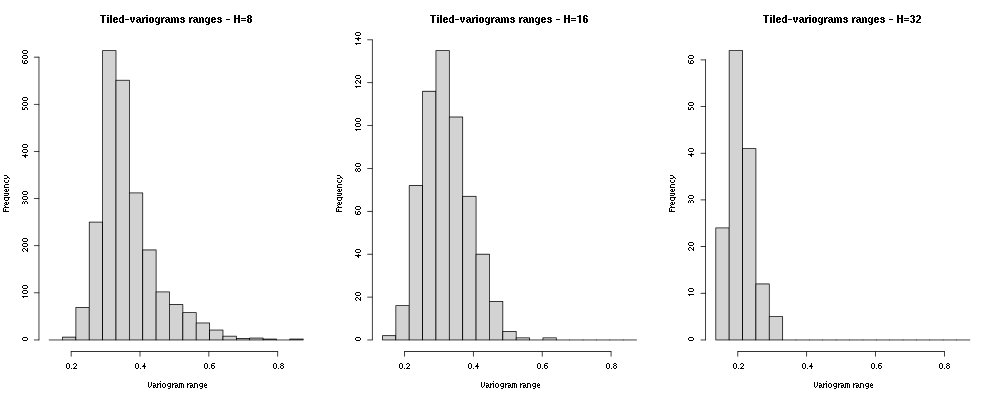 Tiled-variograms ranges - H=8
Frequency
600
500
400
300
200
100
0
0.2 0.4 0.6 0.8
Variogram range
Tiled-variograms ranges - H=16
Frequency
140
120
100
80
60
40
20
0
0.2 0.4 0.6 0.8
Variogram range
Tiled-variograms ranges - H=32
Frequency
60
50
40
30
20
10
0
0.2 0.4 0.6 0.8
Variogram range